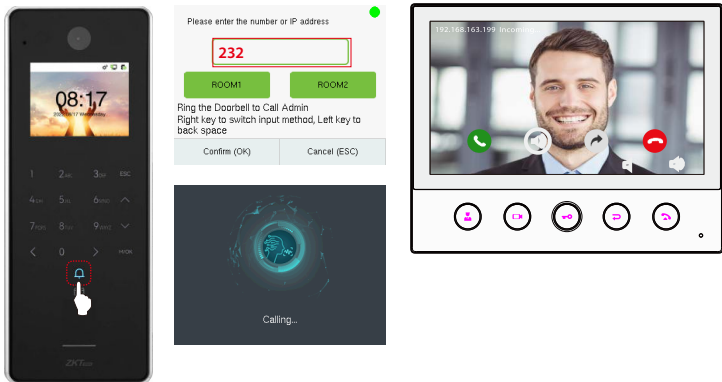 08:17
1 2ABC 3DEF ESC
4GHI 5JKL 6MNO
7PQRS 8TUV 9WXYZ
0 M/OK
ZKTeco
Please enter the number or IP address
232
ROOM1 ROOM2
Ring the Doorbell to Call Admin
Right key to switch input method, Left key to
back space
Confirm (OK) Cancel (ESC)
Calling...
192.168.163.199 Incoming...